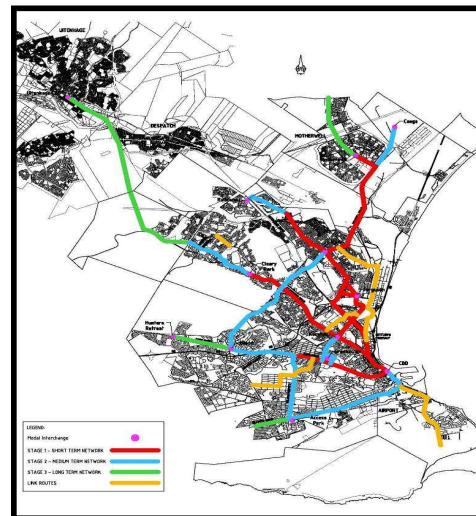 UITENHAGE
DESPATCH
MOTHERWELL
Coega
Cleary
Park
Hunters
Retreat
CBD
AIRPORT
Access
Park
LEGEND:
Modal Interchange
STAGE 1 - SHORT TERM NETWORK
STAGE 2 - MEDIUM TERM NETWORK
STAGE 3 - LONG TERM NETWORK
LINK ROUTES